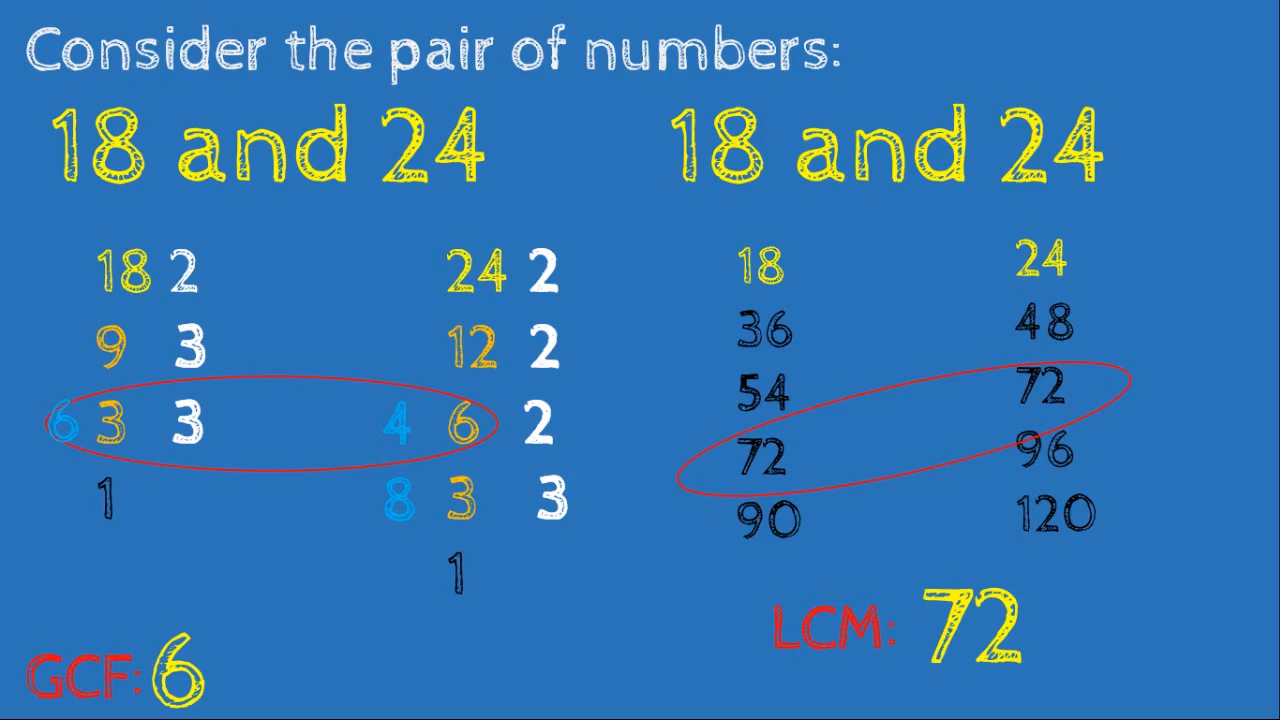 Consider the pair of numbers:
18 and 24
18 2
24 2
9 3
12 2
6 3 3
4 6 2
1
8 3 3
1
GCF: 6
18 and 24
18
24
36
48
54
72
72
96
90
120
LCM: 72